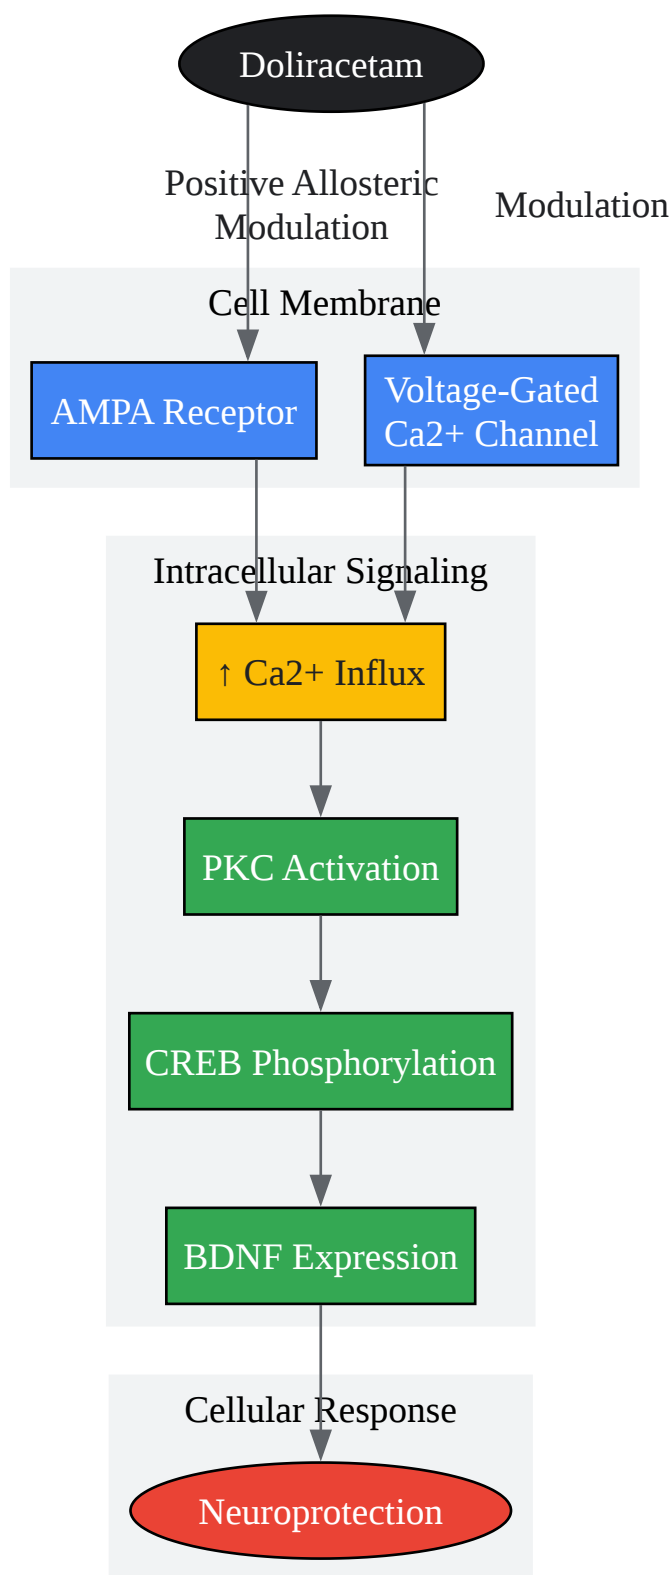 Doliracetam
Positive Allosteric
Modulation
Modulation
Cell Membrane
AMPA Receptor
Voltage-Gated
Ca2+ Channel
Intracellular Signaling
↑ Ca2+ Influx
PKC Activation
CREB Phosphorylation
BDNF Expression
Cellular Response
Neuroprotection